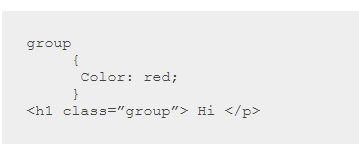 group
{
Color: red;
}
<h1 class=”group”> Hi </p>